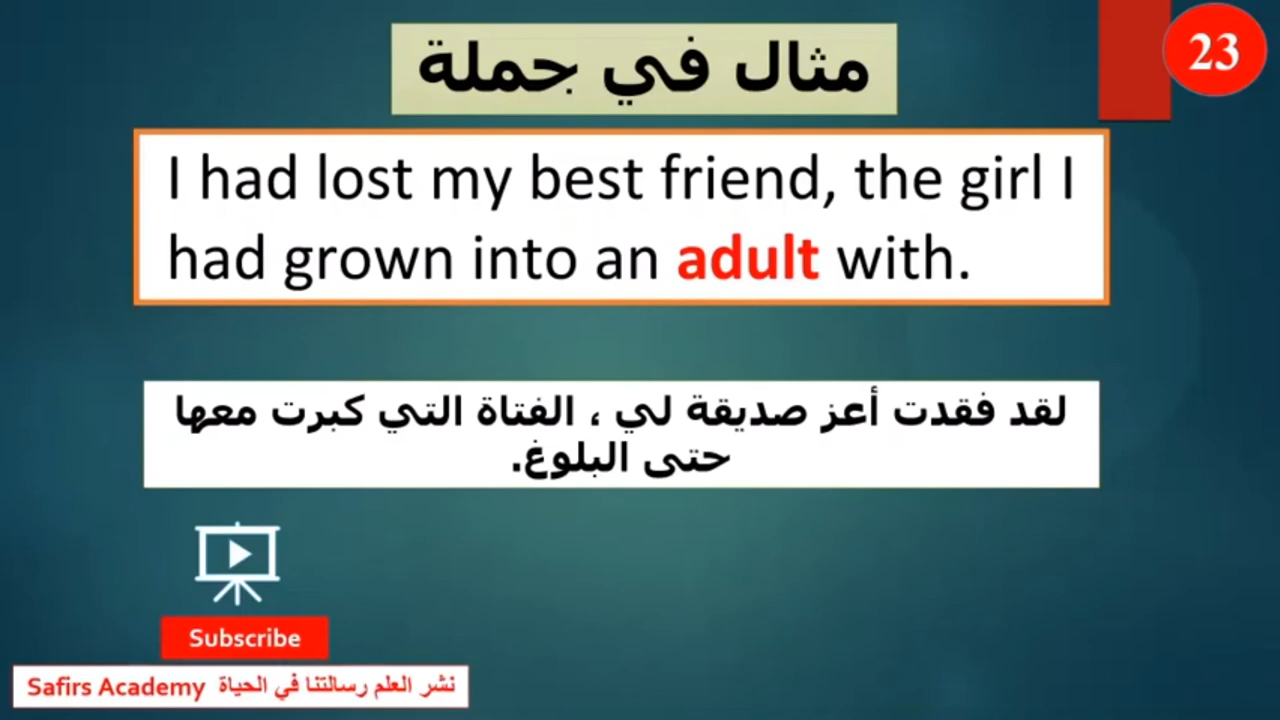 23
مثال في جملة
I had lost my best friend, the girl I
had grown into an adult with.
لقد فقدت أعز صديقة لي ، الفتاة التي كبرت معها
حتى البلوغ.
Subscribe
Safirs Academy نشر العلم رسالتنا في الحياة